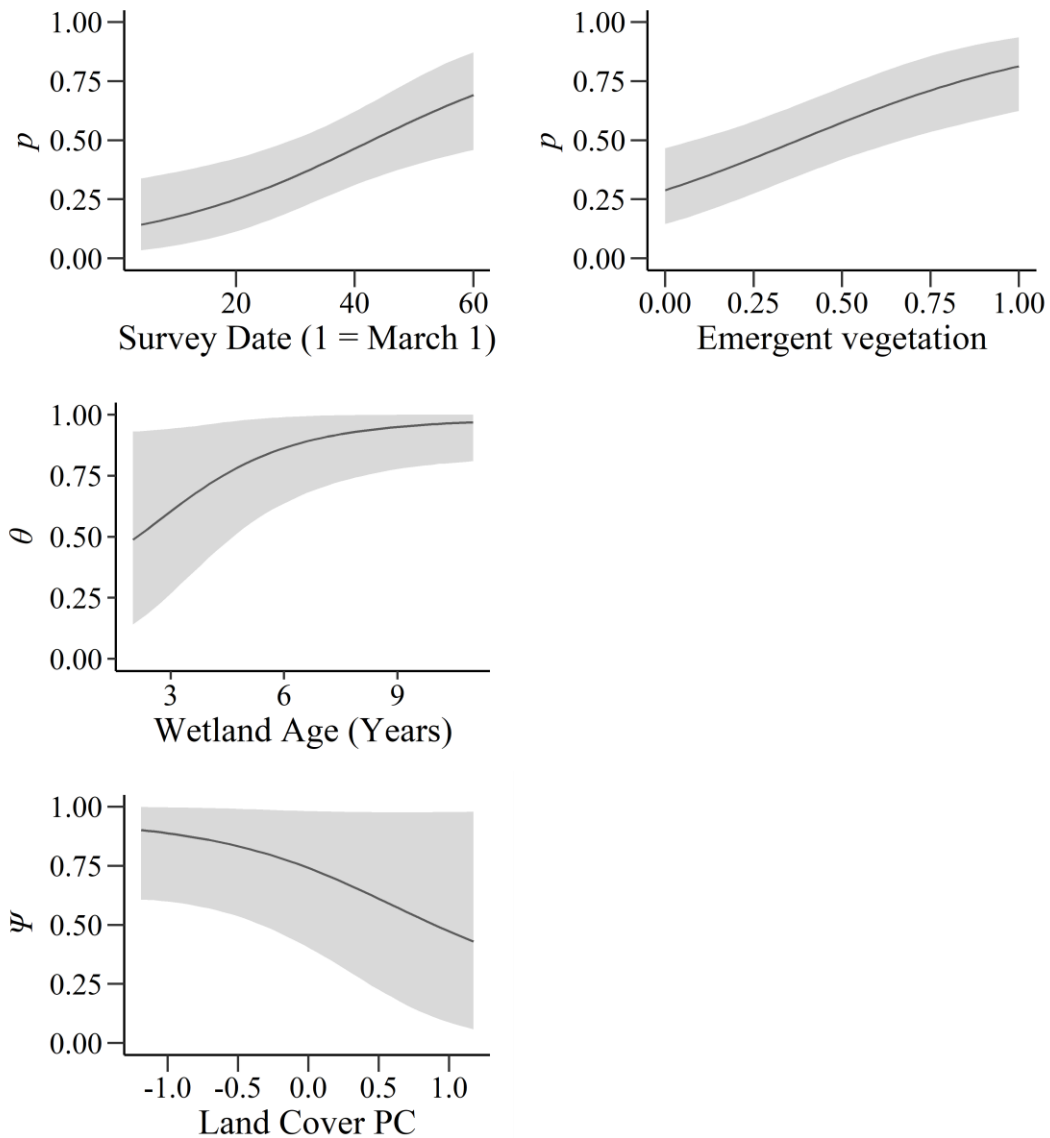 1.00
0.75
0.50
0.25
0.00
p
20 40 60
Survey Date (1 = March 1)
1.00
0.75
0.50
0.25
0.00
p
0.00 0.25 0.50 0.75 1.00
Emergent vegetation
1.00
0.75
0.50
0.25
0.00
θ
3 6 9
Wetland Age (Years)
1.00
0.75
0.50
0.25
0.00
Ψ
-1.0 -0.5 0.0 0.5 1.0
Land Cover PC